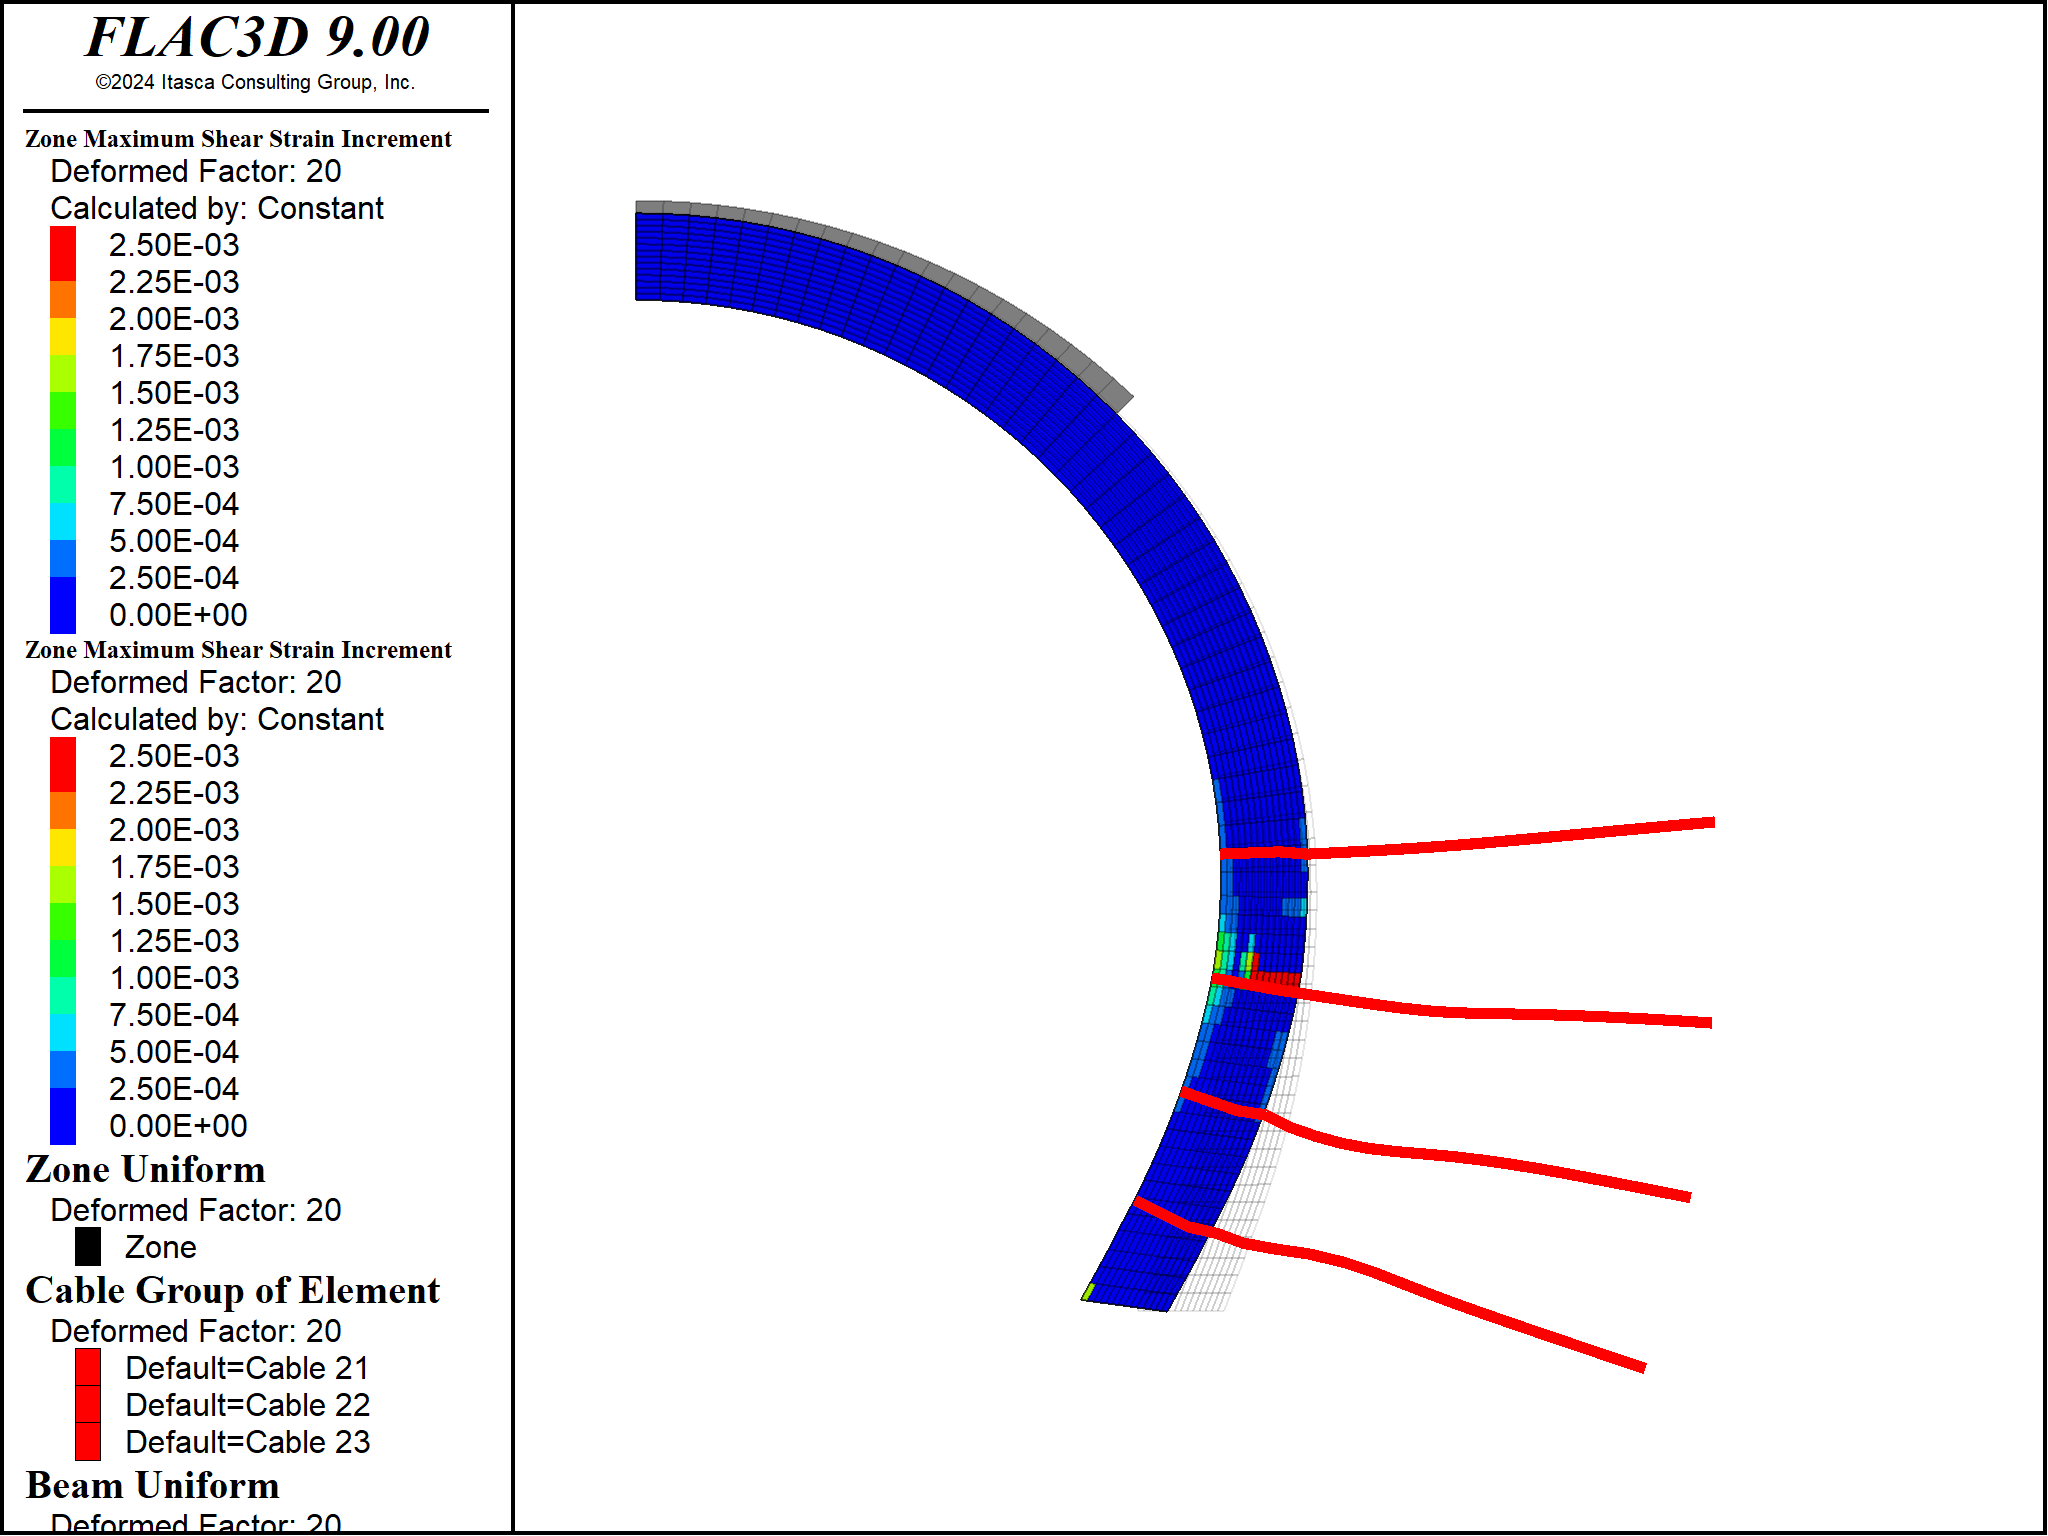 FLAC3D 9.00
©2024 Itasca Consulting Group, Inc.
Zone Maximum Shear Strain Increment
Deformed Factor: 20
Calculated by: Constant
2.50E-03
2.25E-03
2.00E-03
1.75E-03
1.50E-03
1.25E-03
1.00E-03
7.50E-04
5.00E-04
2.50E-04
0.00E+00
Zone Maximum Shear Strain Increment
Deformed Factor: 20
Calculated by: Constant
2.50E-03
2.25E-03
2.00E-03
1.75E-03
1.50E-03
1.25E-03
1.00E-03
7.50E-04
5.00E-04
2.50E-04
0.00E+00
Zone Uniform
Deformed Factor: 20
Zone
Cable Group of Element
Deformed Factor: 20
Default=Cable 21
Default=Cable 22
Default=Cable 23
Beam Uniform
Deformed Factor: 20